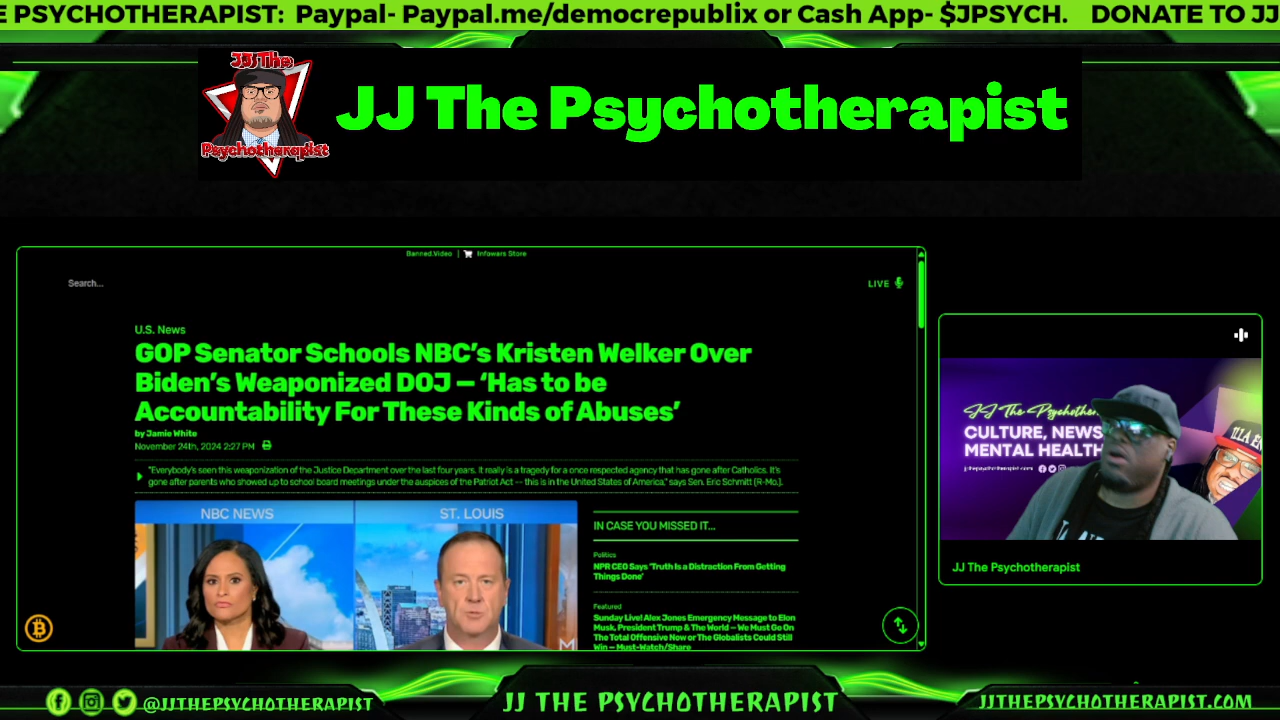 E PSYCHOTHERAPIST: Paypal- Paypal.me/democrepublix or Cash App- $JPSYCH. DONATE TO JJ
JJ The
Psychotherapist
JJ The Psychotherapist
Banned.Video | Infowars Store
Search...
LIVE
U.S. News
GOP Senator Schools NBC's Kristen Welker Over
Biden's Weaponized DOJ — 'Has to be
Accountability For These Kinds of Abuses'
by Jamie White
November 24th, 2024 2:27 PM
"Everybody's seen this weaponization of the Justice Department over the last four years. It really is a tragedy for a once respected agency that has gone after Catholics. It's
gone after parents who showed up to school board meetings under the auspices of the Patriot Act -- this is in the United States of America," says Sen. Eric Schmitt [R-Mo.].
NBC NEWS
ST. LOUIS
IN CASE YOU MISSED IT...
Politics
NPR CEO Says 'Truth Is a Distraction From Getting
Things Done'
Featured
Sunday Live! Alex Jones Emergency Message to Elon
Musk, President Trump & The World — We Must Go On
The Total Offensive Now or The Globalists Could Still
Win — Must-Watch/Share
JJ The Psychother
CULTURE, NEWS
MENTAL HEALTH
JJ The Psychotherapist
@JJTHEPSYCHOTHERAPIST
JJ THE PSYCHOTHERAPIST
JJTHEPSYCHOTHERAPIST.COM